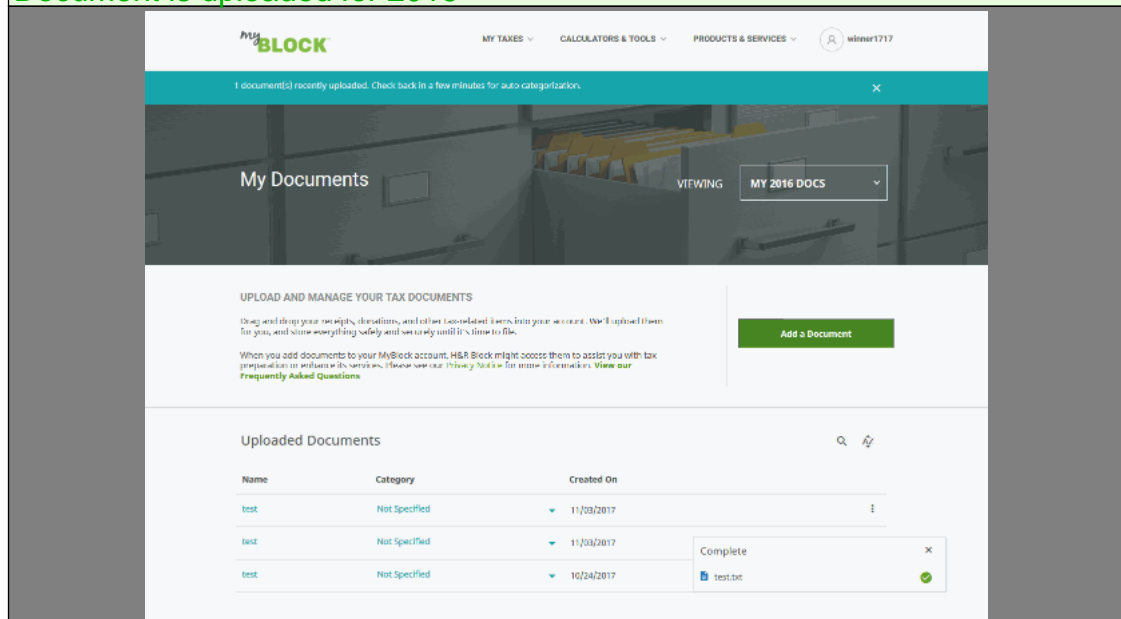 Document is uploaded for 2016
my BLOCK
MY TAXES
CALCULATORS & TOOLS
PRODUCTS & SERVICES
winner1717
1 document(s) recently uploaded. Check back in a few minutes for auto categorization.
My Documents
VIEWING
MY 2016 DOCS
UPLOAD AND MANAGE YOUR TAX DOCUMENTS
Drag and drop your receipts, donations, and other tax-related items into your account. We'll upload them
for you, and store everything safely and securely until it's time to file.
Add a Document
When you add documents to your MyBlock account, H&R Block might access them to assist you with tax
preparation or enhance its services. Please see our Privacy Notice for more information. View our
Frequently Asked Questions
Uploaded Documents
Name Category Created On
test Not Specified 11/03/2017
test Not Specified 11/03/2017
test Not Specified 10/24/2017
Complete
test.txt